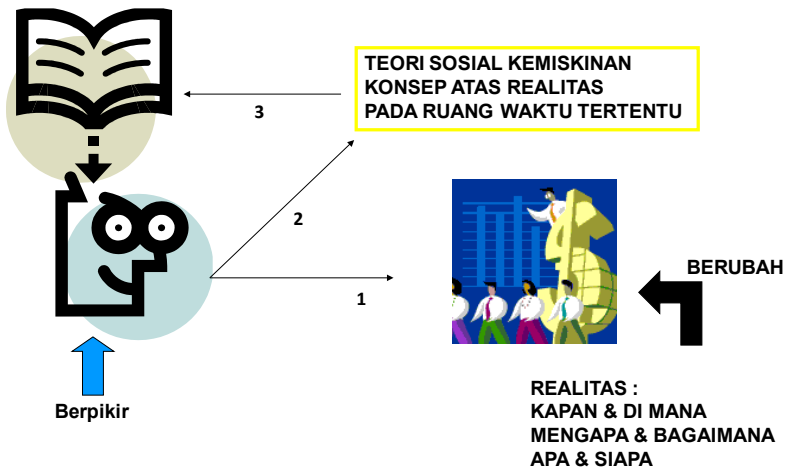 TEORI SOSIAL KEMISKINAN
KONSEP ATAS REALITAS
PADA RUANG WAKTU TERTENTU
3
2
1
BERUBAH
Berpikir
REALITAS :
KAPAN & DI MANA
MENGAPA & BAGAIMANA
APA & SIAPA